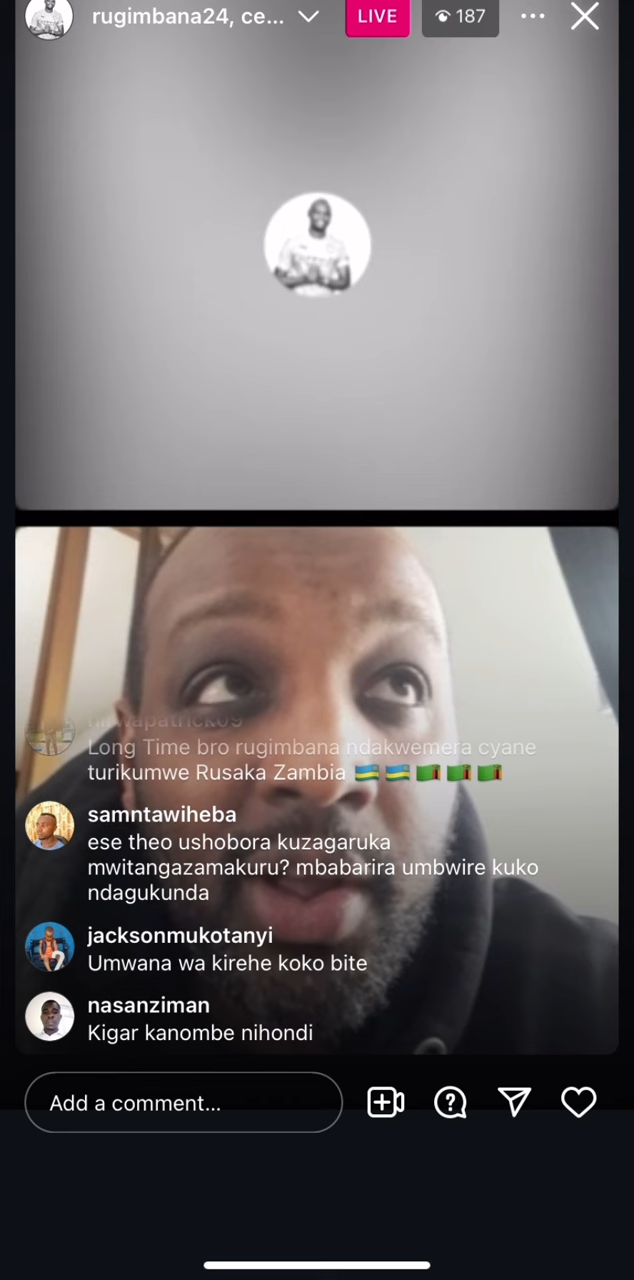 rugimbana24, ce...
LIVE
187
Long Time bro rugimbana ndakwemera cyane
turikumwe Rusaka Zambia 🇷🇼🇷🇼🇿🇲🇿🇲🇿🇲
samntawiheba
ese theo ushobora kuzagaruka
mwitangazamakuru? mbabarira umbwire kuko
ndagukunda
jacksonmukotanyi
Umwana wa kirehe koko bite
nasanziman
Kigar kanombe nihondi
Add a comment...